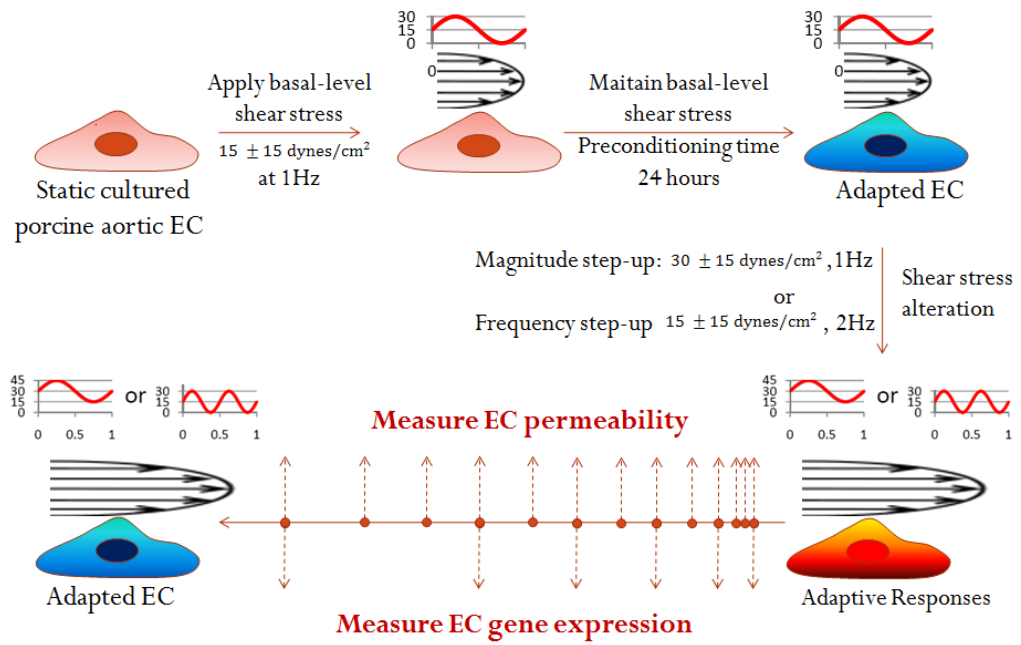 30
15
0
0
Apply basal-level
shear stress
15 ±15 dynes/cm²
at 1Hz
Static cultured
porcine aortic EC
Maitain basal-level
shear stress
Preconditioning time
24 hours
30
15
0
0
Adapted EC
Magnitude step-up: 30 ±15 dynes/cm² ,1Hz
or
Frequency step-up 15 ±15 dynes/cm² , 2Hz
Shear stress
alteration
45
30
15
0
0 0.5 1
or
30
15
0
0 0.5 1
Measure EC permeability
45
30
15
0
0 0.5 1
or
30
15
0
0 0.5 1
Adapted EC
Adaptive Responses
Measure EC gene expression